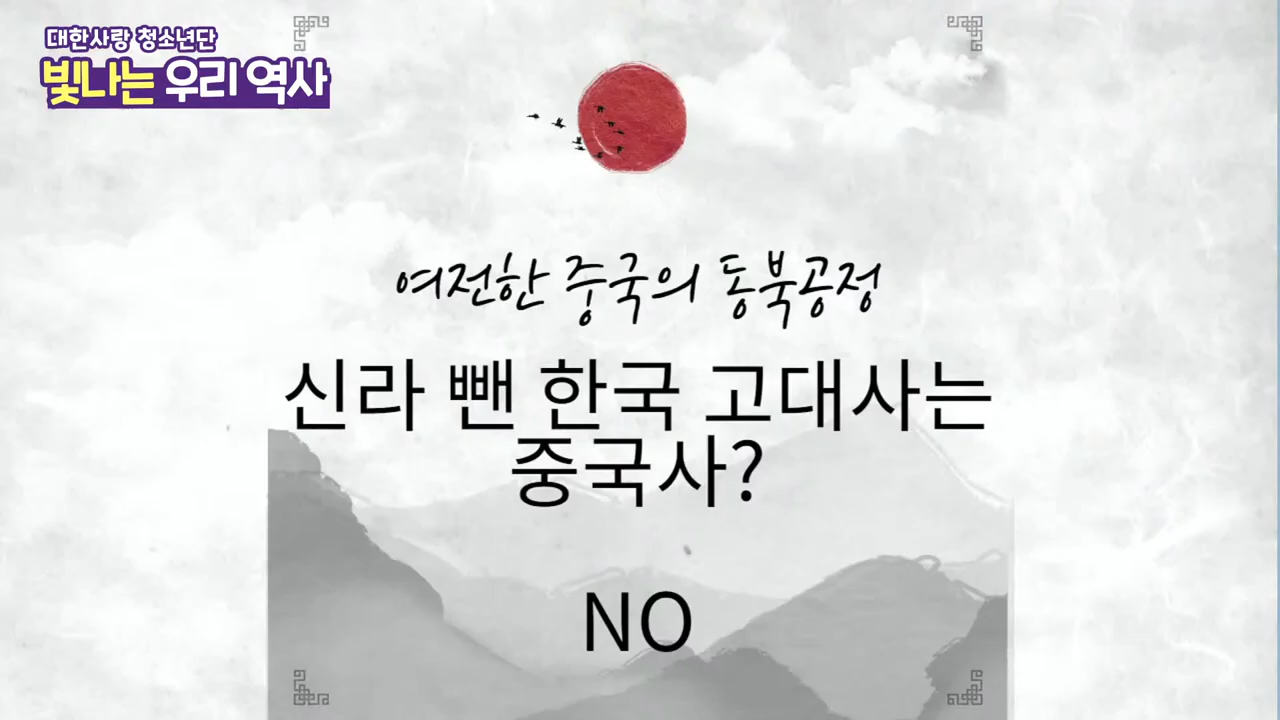 대한사랑 청소년단
빛나는 우리 역사
여전한 중국의 동북공정
신라 뺀 한국 고대사는
중국사?
NO